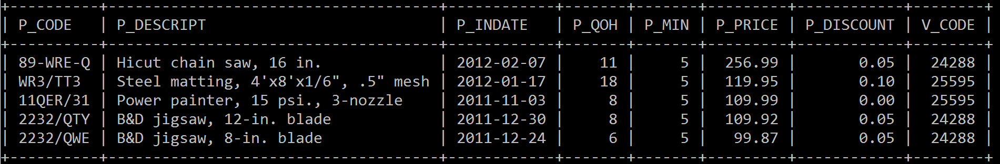 +----------+-------------------------------------+------------+-------+-------+---------+------------+--------+
| P_CODE   | P_DESCRIPT                          | P_INDATE   | P_QOH | P_MIN | P_PRICE | P_DISCOUNT | V_CODE |
+----------+-------------------------------------+------------+-------+-------+---------+------------+--------+
| 89-WRE-Q | Hicut chain saw, 16 in.             | 2012-02-07 |    11 |     5 |  256.99 |       0.05 |  24288 |
| WR3/TT3  | Steel matting, 4'x8'x1/6", .5" mesh | 2012-01-17 |    18 |     5 |  119.95 |       0.10 |  25595 |
| 11QER/31 | Power painter, 15 psi., 3-nozzle    | 2011-11-03 |     8 |     5 |  109.99 |       0.00 |  25595 |
| 2232/QTY | B&D jigsaw, 12-in. blade            | 2011-12-30 |     8 |     5 |  109.92 |       0.05 |  24288 |
| 2232/QWE | B&D jigsaw, 8-in. blade             | 2011-12-24 |     6 |     5 |   99.87 |       0.05 |  24288 |
+----------+-------------------------------------+------------+-------+-------+---------+------------+--------+